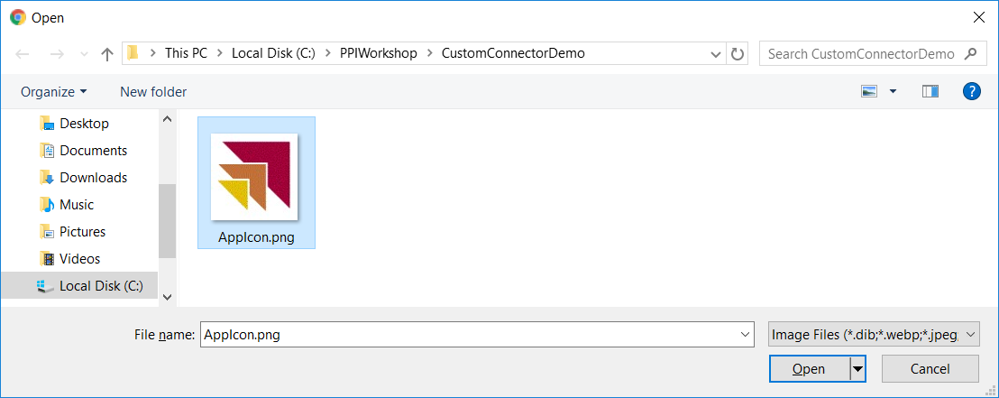 Open
This PC > Local Disk (C:) > PPIWorkshop > CustomConnectorDemo
Search CustomConnectorDemo
Organize
New folder
?
Desktop
Documents
Downloads
Music
Pictures
Videos
Local Disk (C:)
AppIcon.png
File name:
AppIcon.png
Image Files (*.dib;*.webp;*.jpeg
Open
Cancel